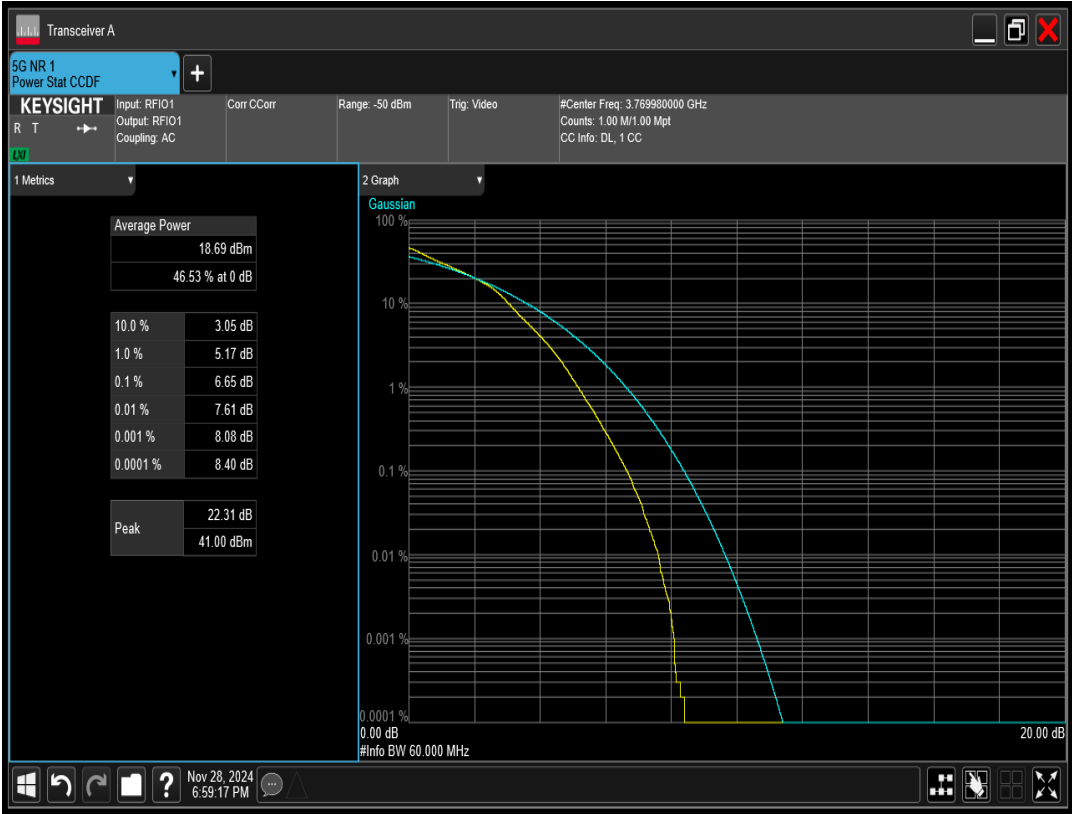 Transceiver A
5G NR 1
Power Stat CCDF
KEYSIGHT
R T
LXI
Input: RFIO1
Output: RFIO1
Coupling: AC
Corr CCorr
Range: -50 dBm
Trig: Video
#Center Freq: 3.769980000 GHz
Counts: 1.00 M/1.00 Mpt
CC Info: DL, 1 CC
1 Metrics
Average Power
18.69 dBm
46.53 % at 0 dB
10.0 % 3.05 dB
1.0 % 5.17 dB
0.1 % 6.65 dB
0.01 % 7.61 dB
0.001 % 8.08 dB
0.0001 % 8.40 dB
Peak
22.31 dB
41.00 dBm
2 Graph
Gaussian
100 %
10 %
1 %
0.1 %
0.01 %
0.001 %
0.0001 %
0.00 dB 20.00 dB
#Info BW 60.000 MHz
?
Nov 28, 2024
6:59:17 PM